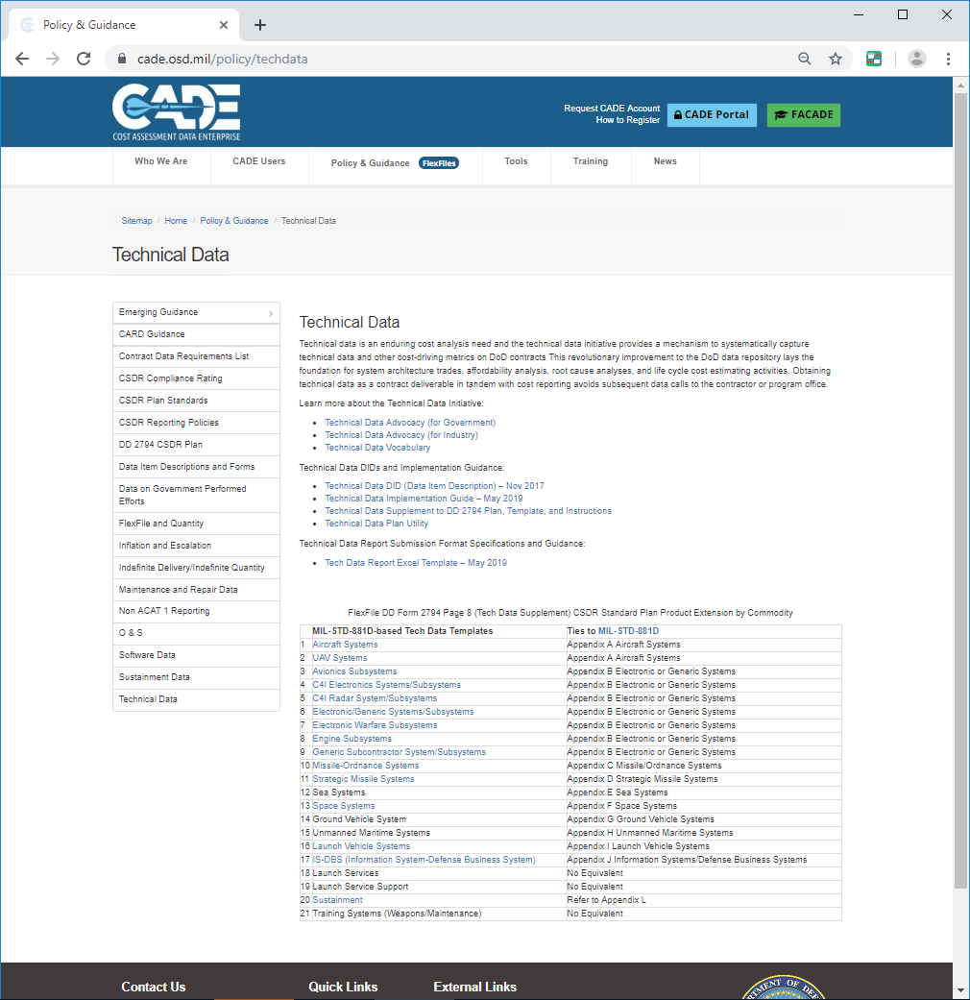 Policy & Guidance
cade.osd.mil/policy/techdata
CADE
COST ASSESSMENT DATA ENTERPRISE
Request CADE Account
How to Register
CADE Portal
FACADE
Who We Are
CADE Users
Policy & Guidance FlexFiles
Tools
Training
News
Sitemap / Home / Policy & Guidance / Technical Data
Technical Data
Emerging Guidance
CARD Guidance
Contract Data Requirements List
CSDR Compliance Rating
CSDR Plan Standards
CSDR Reporting Policies
DD 2794 CSDR Plan
Data Item Descriptions and Forms
Data on Government Performed
Efforts
FlexFile and Quantity
Inflation and Escalation
Indefinite Delivery/Indefinite Quantity
Maintenance and Repair Data
Non ACAT 1 Reporting
O & S
Software Data
Sustainment Data
Technical Data
Technical Data
Technical data is an enduring cost analysis need and the technical data initiative provides a mechanism to systematically capture
technical data and other cost-driving metrics on DoD contracts This revolutionary improvement to the DoD data repository lays the
foundation for system architecture trades, affordability analysis, root cause analyses, and life cycle cost estimating activities. Obtaining
technical data as a contract deliverable in tandem with cost reporting avoids subsequent data calls to the contractor or program office.
Learn more about the Technical Data Initiative:
• Technical Data Advocacy (for Government)
• Technical Data Advocacy (for Industry)
• Technical Data Vocabulary
Technical Data DIDs and Implementation Guidance:
• Technical Data DID (Data Item Description) – Nov 2017
• Technical Data Implementation Guide – May 2019
• Technical Data Supplement to DD 2794 Plan, Template, and Instructions
• Technical Data Plan Utility
Technical Data Report Submission Format Specifications and Guidance:
• Tech Data Report Excel Template – May 2019
FlexFile DD Form 2794 Page 8 (Tech Data Supplement) CSDR Standard Plan Product Extension by Commodity
MIL-STD-881D-based Tech Data Templates Ties to MIL-STD-881D
1 Aircraft Systems Appendix A Aircraft Systems
2 UAV Systems Appendix A Aircraft Systems
3 Avionics Subsystems Appendix B Electronic or Generic Systems
4 C4I Electronics Systems/Subsystems Appendix B Electronic or Generic Systems
5 C4I Radar System/Subsystems Appendix B Electronic or Generic Systems
6 Electronic/Generic Systems/Subsystems Appendix B Electronic or Generic Systems
7 Electronic Warfare Subsystems Appendix B Electronic or Generic Systems
8 Engine Subsystems Appendix B Electronic or Generic Systems
9 Generic Subcontractor System/Subsystems Appendix B Electronic or Generic Systems
10 Missile-Ordnance Systems Appendix C Missile/Ordnance Systems
11 Strategic Missile Systems Appendix D Strategic Missile Systems
12 Sea Systems Appendix E Sea Systems
13 Space Systems Appendix F Space Systems
14 Ground Vehicle System Appendix G Ground Vehicle Systems
15 Unmanned Maritime Systems Appendix H Unmanned Maritime Systems
16 Launch Vehicle Systems Appendix I Launch Vehicle Systems
17 IS-DBS (Information System-Defense Business System) Appendix J Information Systems/Defense Business Systems
18 Launch Services No Equivalent
19 Launch Service Support No Equivalent
20 Sustainment Refer to Appendix L
21 Training Systems (Weapons/Maintenance) No Equivalent
Contact Us
Quick Links
External Links